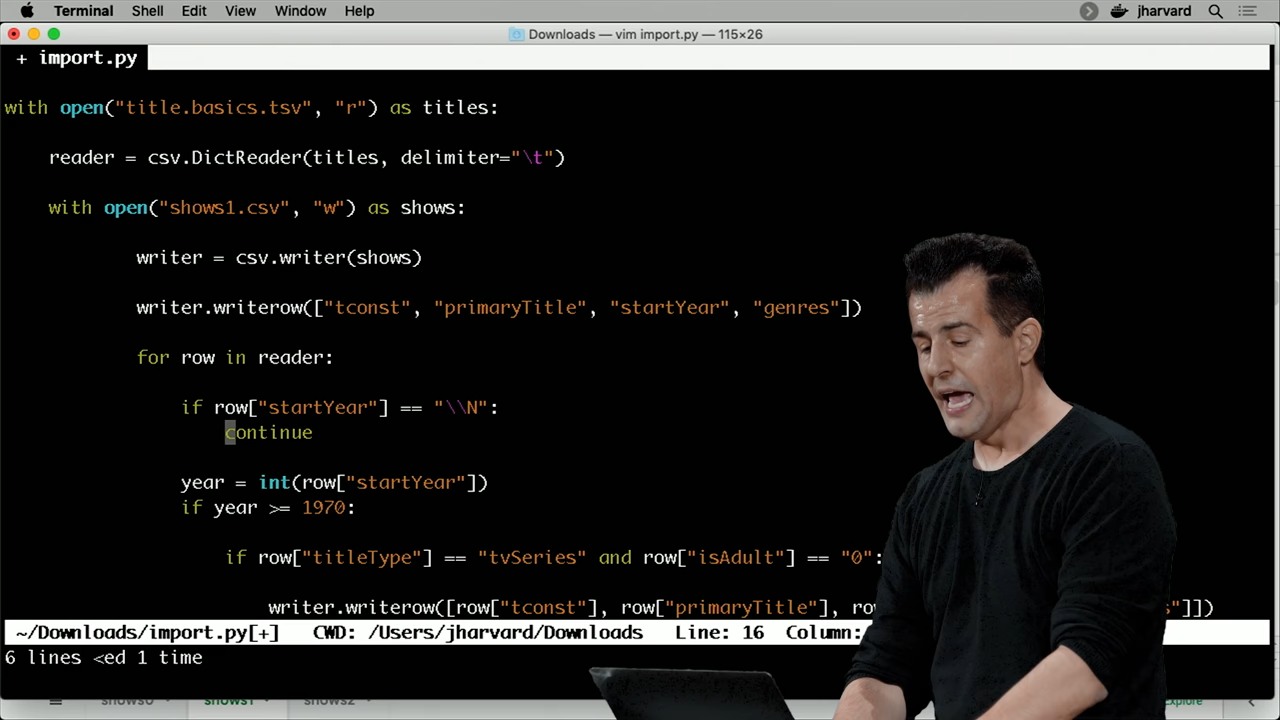 Terminal Shell Edit View Window Help jharvard
Downloads — vim import.py — 115×26
+ import.py
with open("title.basics.tsv", "r") as titles:
reader = csv.DictReader(titles, delimiter="\t")
with open("shows1.csv", "w") as shows:
writer = csv.writer(shows)
writer.writerow(["tconst", "primaryTitle", "startYear", "genres"])
for row in reader:
if row["startYear"] == "\\N":
continue
year = int(row["startYear"])
if year >= 1970:
if row["titleType"] == "tvSeries" and row["isAdult"] == "0":
writer.writerow([row["tconst"], row["primaryTitle"], "]])
~/Downloads/import.py[+] CWD: /Users/jharvard/Downloads Line: 16 Column:
6 lines <ed 1 time
shows0 shows1 shows2 Explore